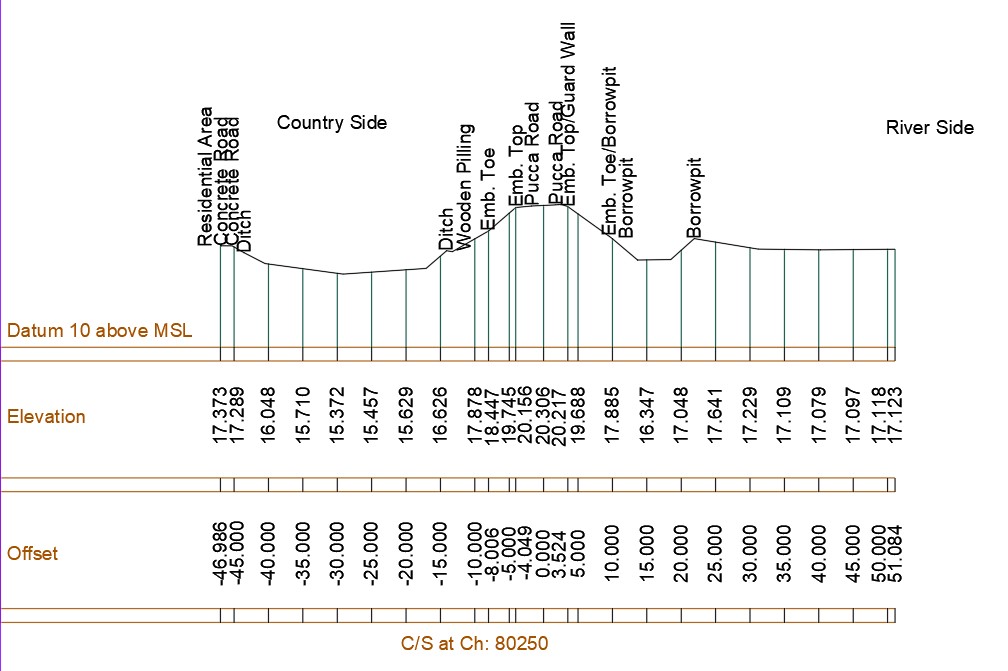 Residential Area
Concrete Road
Concrete Road
Ditch
Country Side
Ditch
Wooden Pilling
Emb. Toe
Emb. Top
Pucca Road
Pucca Road
Emb. Top/Guard Wall
Emb. Toe/Borrowpit
Borrowpit
Borrowpit
River Side
Datum 10 above MSL
Elevation
17.373
17.289
16.048
15.710
15.372
15.457
15.629
16.626
17.878
18.447
19.745
20.156
20.306
20.217
19.688
17.885
16.347
17.048
17.641
17.229
17.109
17.079
17.097
17.118
17.123
Offset
-46.986
-45.000
-40.000
-35.000
-30.000
-25.000
-20.000
-15.000
-10.000
-8.006
-5.000
-4.049
0.000
3.524
5.000
10.000
15.000
20.000
25.000
30.000
35.000
40.000
45.000
50.000
51.084
C/S at Ch: 80250